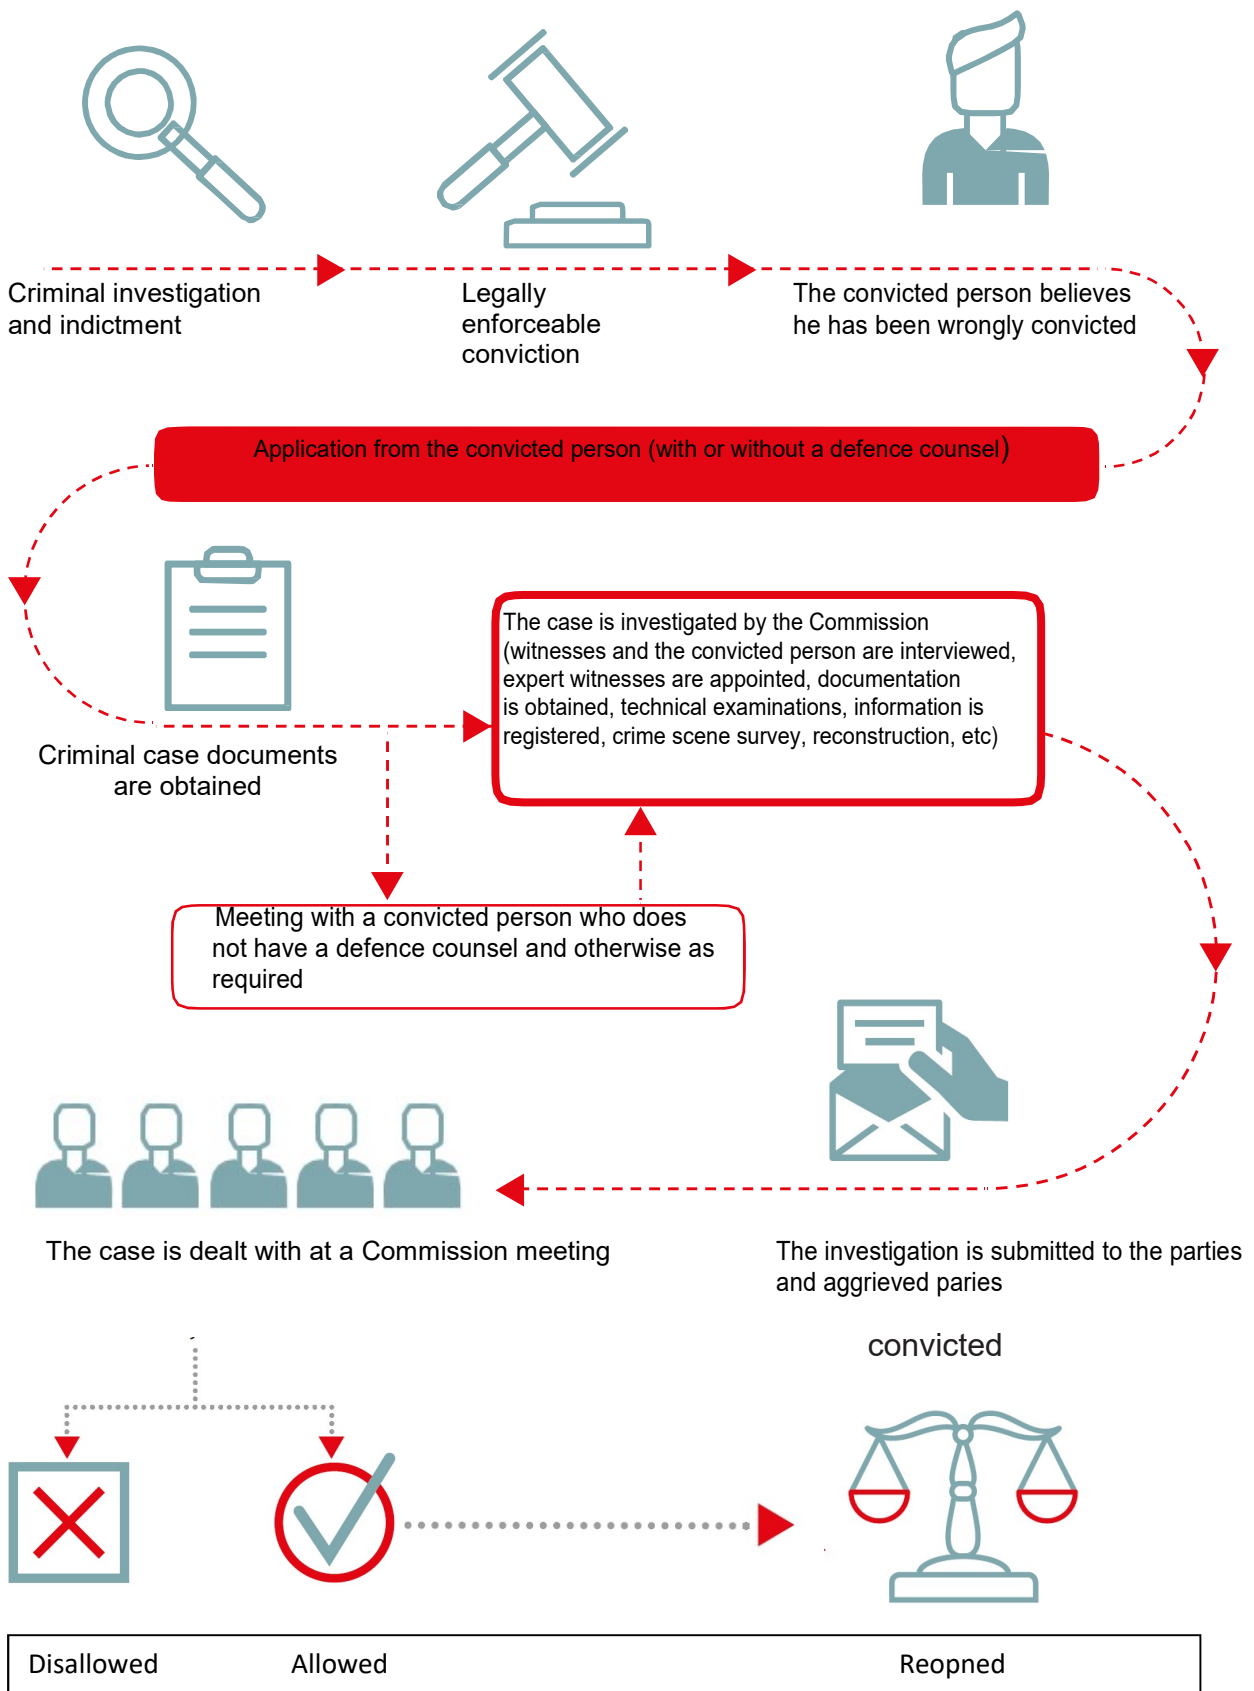 Criminal investigation
and indictment
Legally
enforceable
conviction
The convicted person believes
he has been wrongly convicted
Application from the convicted person (with or without a defence counsel)
The case is investigated by the Commission
(witnesses and the convicted person are interviewed,
expert witnesses are appointed, documentation
is obtained, technical examinations, information is
registered, crime scene survey, reconstruction, etc)
Criminal case documents
are obtained
Meeting with a convicted person who does
not have a defence counsel and otherwise as
required
The case is dealt with at a Commission meeting
The investigation is submitted to the parties
and aggrieved paries
convicted
Disallowed
Allowed
Reopned